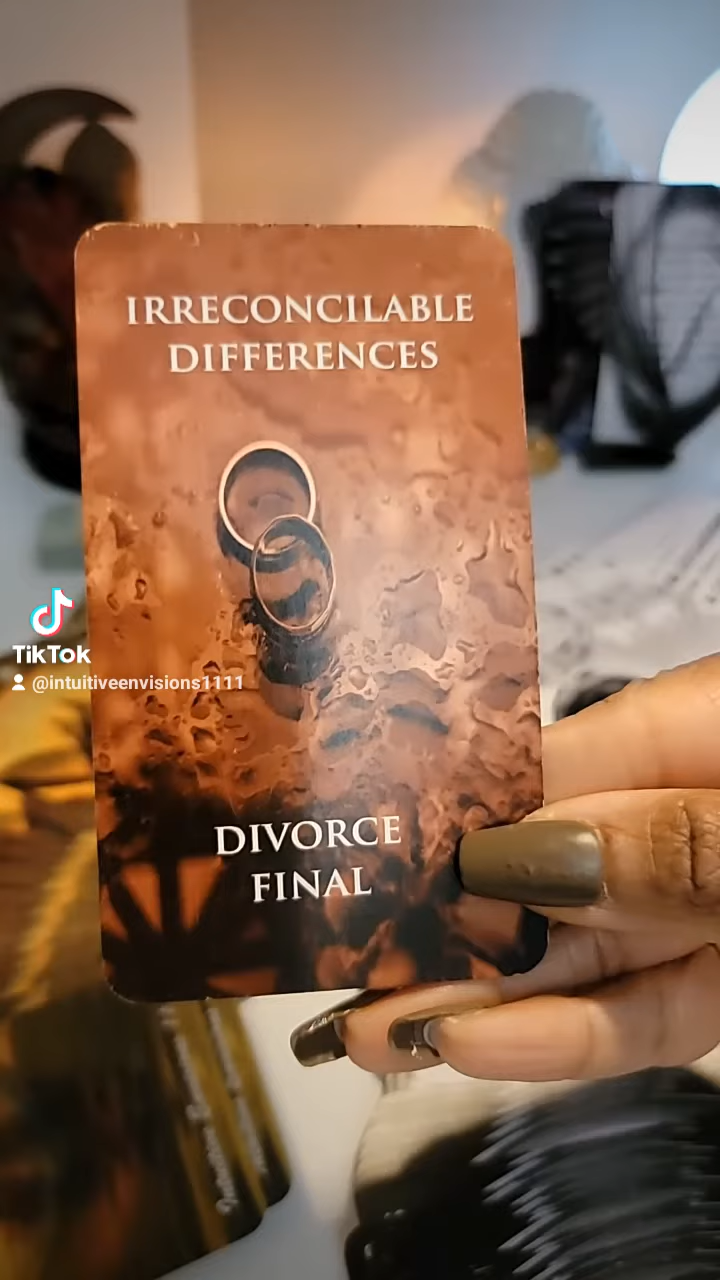 IRRECONCILABLE
DIFFERENCES
TikTok
@intuitiveenvisions1111
DIVORCE
FINAL